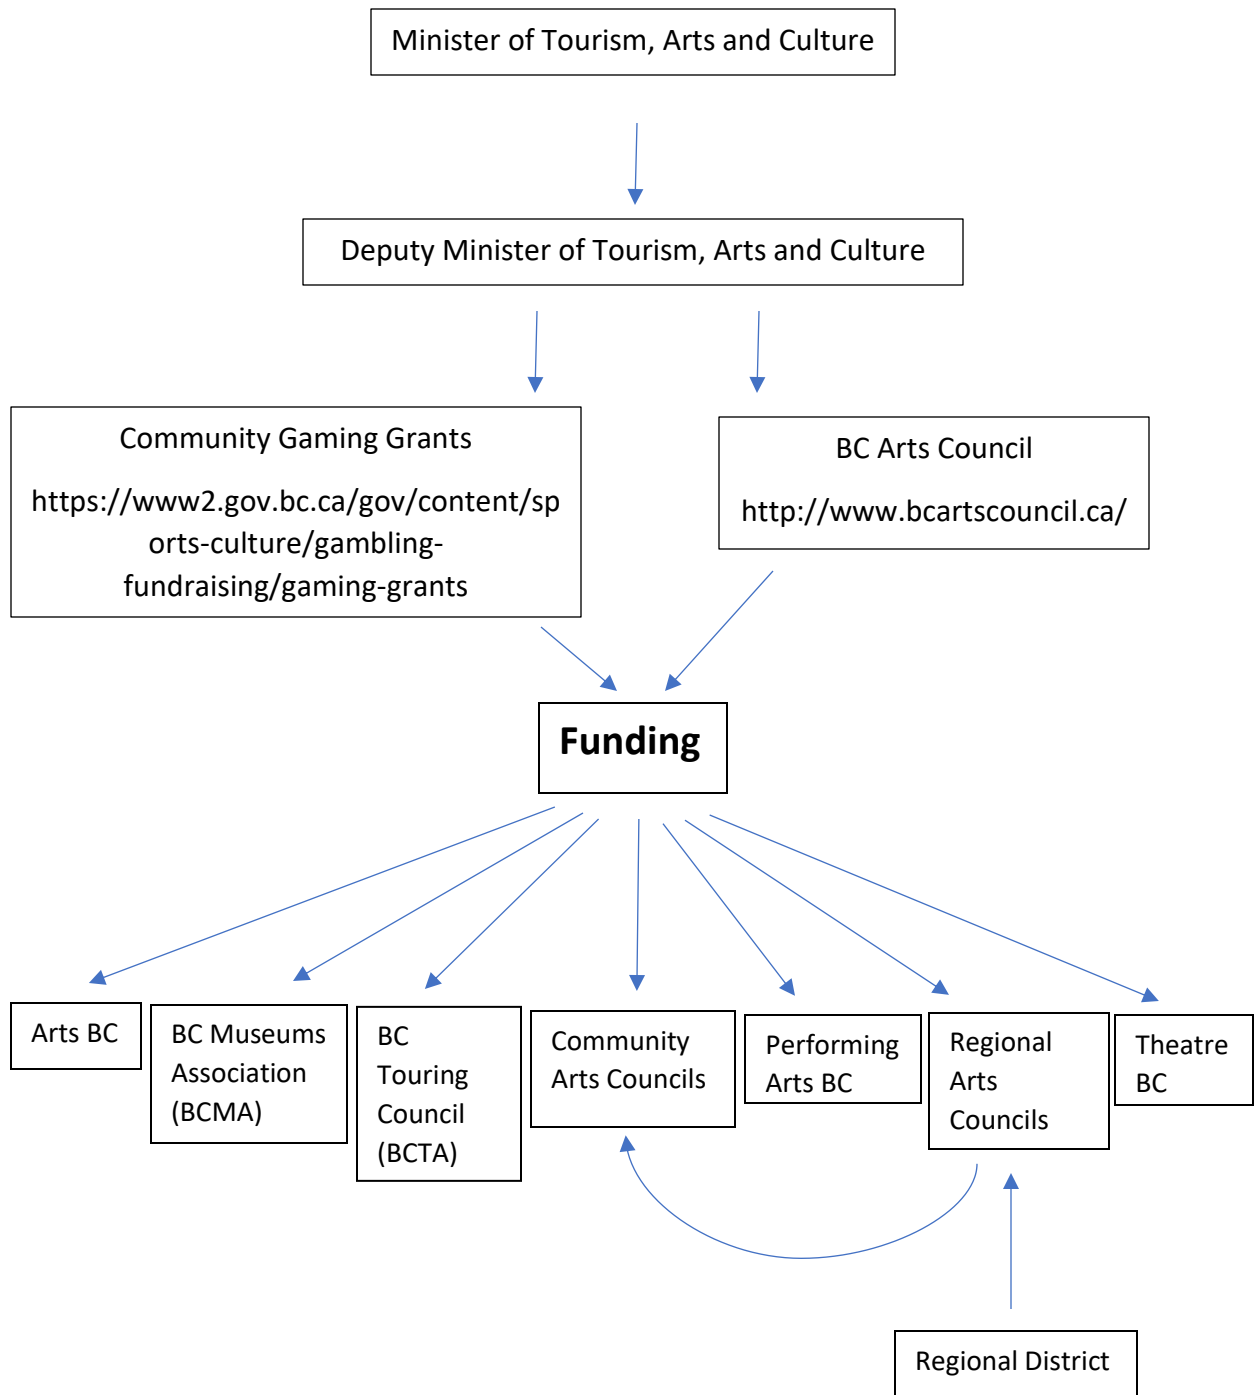 Minister of Tourism, Arts and Culture
Deputy Minister of Tourism, Arts and Culture
Community Gaming Grants
https://www2.gov.bc.ca/gov/content/sp
orts-culture/gambling-
fundraising/gaming-grants
BC Arts Council
http://www.bcartscouncil.ca/
Funding
Arts BC
BC Museums
Association
(BCMA)
BC
Touring
Council
(BCTA)
Community
Arts Councils
Performing
Arts BC
Regional
Arts
Councils
Theatre
BC
Regional District